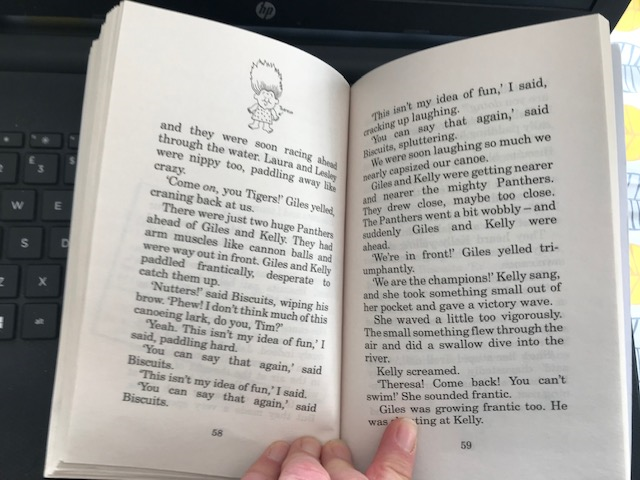 hp
and they were soon racing ahead
through the water. Laura and Lesley
were nippy too, paddling away like
crazy.
‘Come on, you Tigers!’ Giles yelled,
craning back at us.
There were just two huge Panthers
ahead of Giles and Kelly. They had
arm muscles like cannon balls and
were way out in front. Giles and Kelly
paddled frantically, desperate to
catch them up.
‘Nutters!’ said Biscuits, wiping his
brow. ‘Phew! I don’t think much of this
canoeing lark, do you, Tim?’
‘Yeah. This isn’t my idea of fun,’ I
said, paddling hard.
‘You can say that again,’ said
Biscuits.
‘This isn’t my idea of fun,’ I said.
‘You can say that again,’ said
Biscuits.
58
‘This isn’t my idea of fun,’ I said,
cracking up laughing.
‘You can say that again,’ said
Biscuits, spluttering.
We were soon laughing so much we
nearly capsized our canoe.
Giles and Kelly were getting nearer
and nearer the mighty Panthers.
They drew close, maybe too close.
The Panthers went a bit wobbly – and
suddenly Giles and Kelly were
ahead.
‘We’re in front!’ Giles yelled tri-
umphantly.
‘We are the champions!’ Kelly sang,
and she took something small out of
her pocket and gave a victory wave.
She waved a little too vigorously.
The small something flew through the
air and did a swallow dive into the
river.
Kelly screamed.
‘Theresa! Come back! You can’t
swim!’ She sounded frantic.
Giles was growing frantic too. He
was at Kelly.
59
£
3
W
E
S
D
Z
X
alt